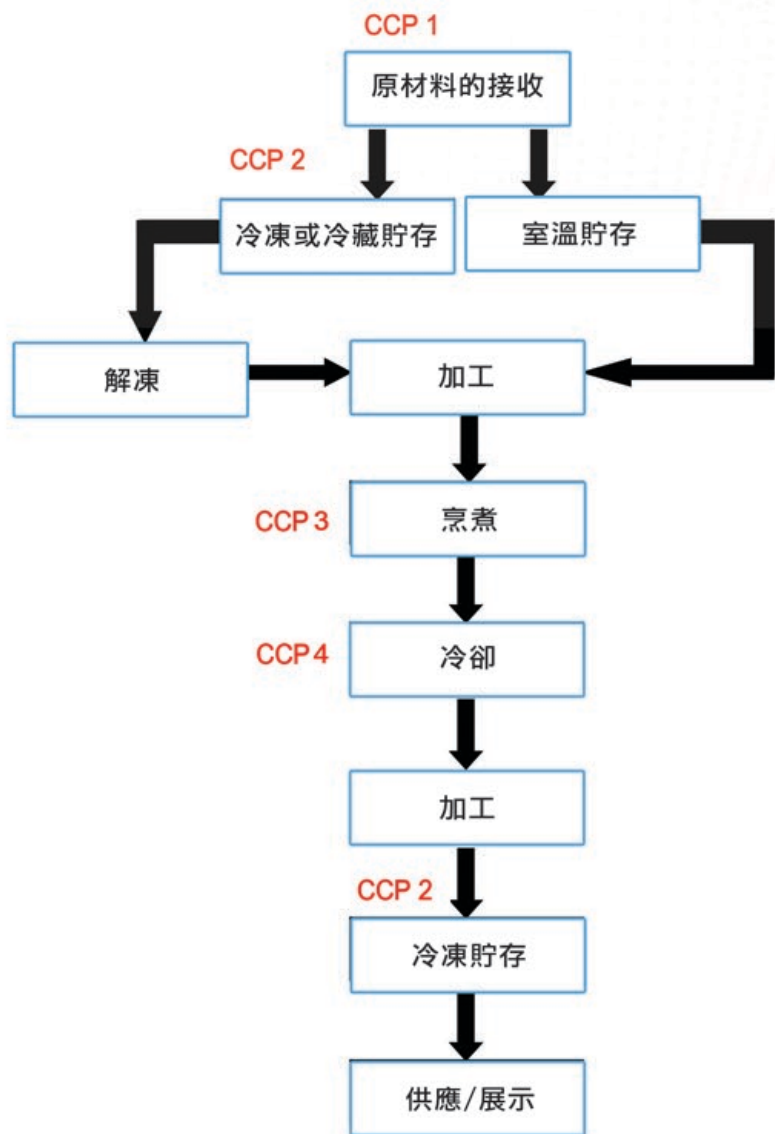 CCP 1
原材料的接收
CCP 2
冷凍或冷藏貯存
室溫貯存
解凍
加工
CCP 3
烹煮
CCP 4
冷卻
加工
CCP 2
冷凍貯存
供應/展示